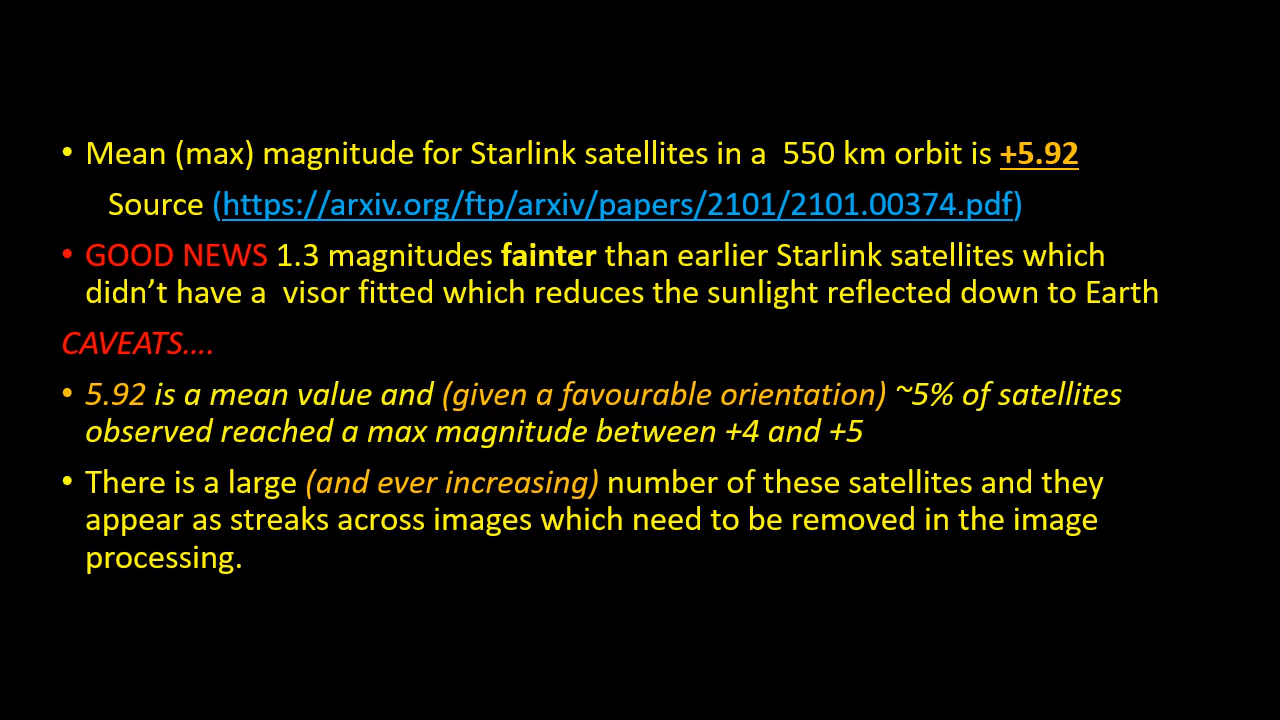 • Mean (max) magnitude for Starlink satellites in a  550 km orbit is +5.92
Source (https://arxiv.org/ftp/arxiv/papers/2101/2101.00374.pdf)
• GOOD NEWS 1.3 magnitudes fainter than earlier Starlink satellites which
didn’t have a  visor fitted which reduces the sunlight reflected down to Earth
CAVEATS....
• 5.92 is a mean value and (given a favourable orientation) ~5% of satellites
observed reached a max magnitude between +4 and +5
• There is a large (and ever increasing) number of these satellites and they
appear as streaks across images which need to be removed in the image
processing.